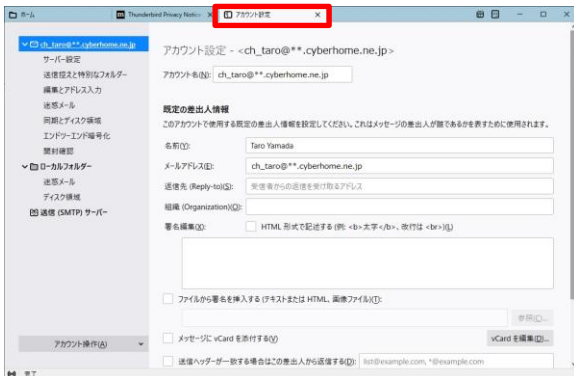 ホーム
Thunderbird Privacy Notic
アカウント設定
ch_taro@**.cyberhome.ne.jp
サーバー設定
送信控えと特別なフォルダー
編集とアドレス入力
迷惑メール
同期とディスク領域
エンドツーエンド暗号化
開封確認
ローカルフォルダー
迷惑メール
ディスク領域
送信 (SMTP) サーバー
アカウント操作(A)
アカウント設定 - <ch_taro@**.cyberhome.ne.jp>
アカウント名(N): ch_taro@**.cyberhome.ne.jp
既定の差出人情報
このアカウントで使用する既定の差出人情報を設定してください。これはメッセージの差出人が誰であるかを表すために使用されます。
名前(Y): Taro Yamada
メールアドレス(E): ch_taro@**.cyberhome.ne.jp
返信先 (Reply-to)(S): 受信者からの返信を受け取るアドレス
組織 (Organization)(O):
署名編集(X): HTML 形式で記述する (例: <b>太字</b>、改行は <br>)(L)
ファイルから署名を挿入する (テキストまたは HTML、画像ファイル)(T):
参照(C)...
メッセージに vCard を添付する(V) vCard を編集(D)...
送信ヘッダーが一致する場合はこの差出人から返信する(D): list@example.com, *@example.com
完了